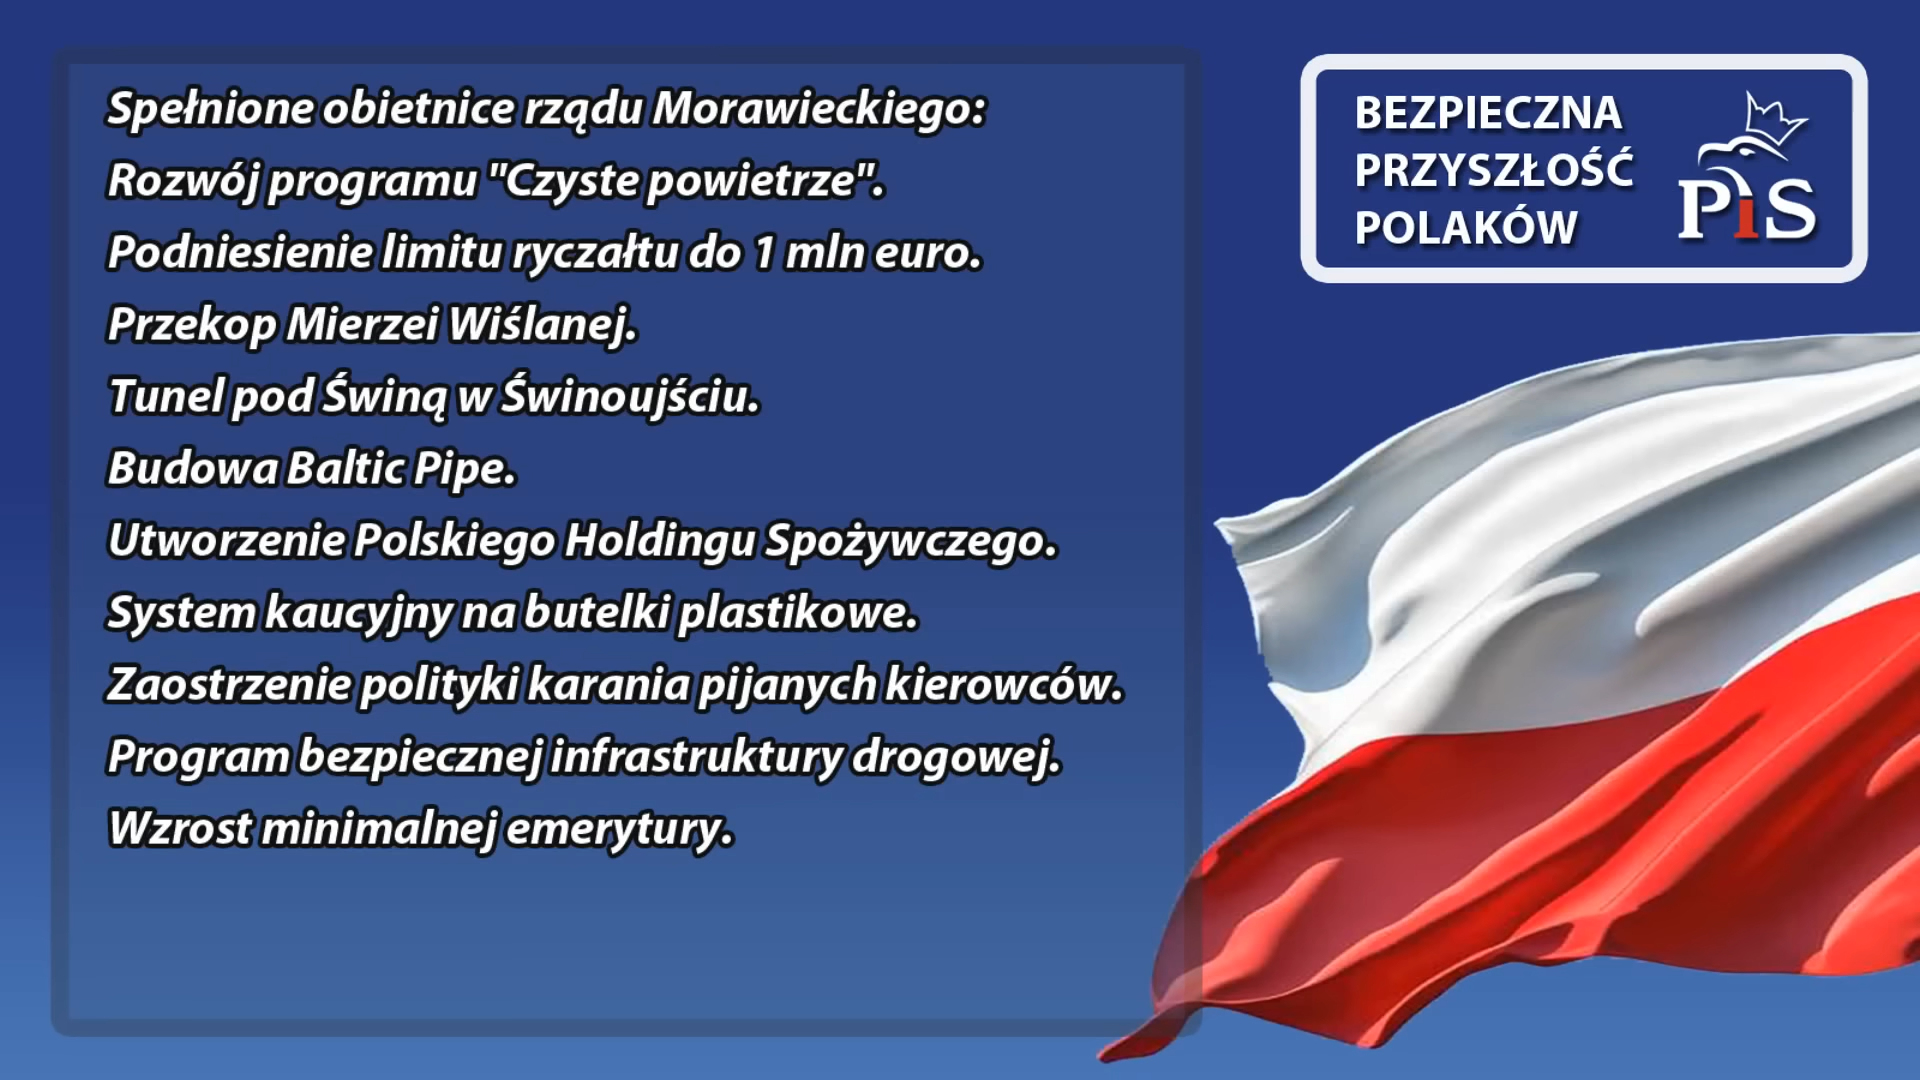 Spełnione obietnice rządu Morawieckiego:
Rozwój programu "Czyste powietrze".
Podniesienie limitu ryczałtu do 1 mln euro.
Przekop Mierzei Wiślanej.
Tunel pod Świną w Świnoujściu.
Budowa Baltic Pipe.
Utworzenie Polskiego Holdingu Spożywczego.
System kaucyjny na butelki plastikowe.
Zaostrzenie polityki karania pijanych kierowców.
Program bezpiecznej infrastruktury drogowej.
Wzrost minimalnej emerytury.
BEZPIECZNA
PRZYSZŁOŚĆ
POLAKÓW
PiS